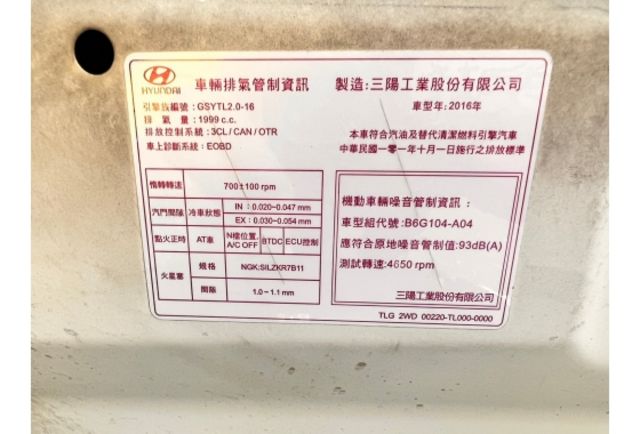 HYUNDAI
車輛排氣管制資訊
製造:三陽工業股份有限公司
車型年:2016年
引擎族編號:GSYTL2.0-16
排氣量:1999 c.c.
排放控制系統:3CL/CAN/OTR
車上診斷系統:EOBD
本車符合汽油及替代清潔燃料引擎汽車
中華民國一○一年十月一日施行之排放標準
惰轉轉速 700±100 rpm
汽門間隙 冷車狀態 IN : 0.020~0.047 mm
EX : 0.030~0.054 mm
點火正時 AT車 N檔位置, A/C OFF BTDC ECU控制
火星塞 規格 NGK:SILZKR7B11
間隙 1.0~1.1 mm
機動車輛噪音管制資訊:
車型組代號:B6G104-A04
應符合原地噪音管制值:93dB(A)
測試轉速:4650 rpm
三陽工業股份有限公司
TLG 2WD 00220-TL000-0000